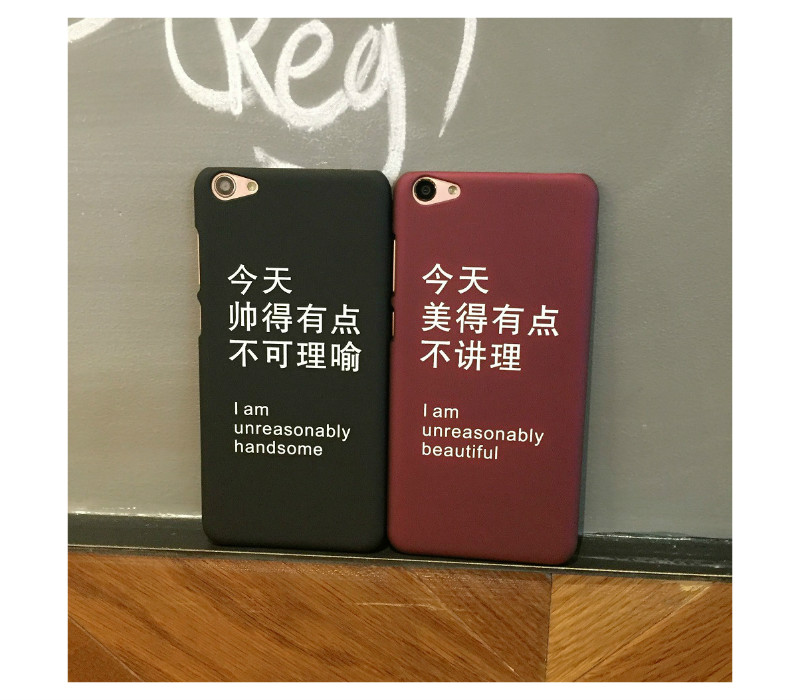 (Reg)
今天
帅得有点
不可理喻
I am
unreasonably
handsome
今天
美得有点
不讲理
I am
unreasonably
beautiful